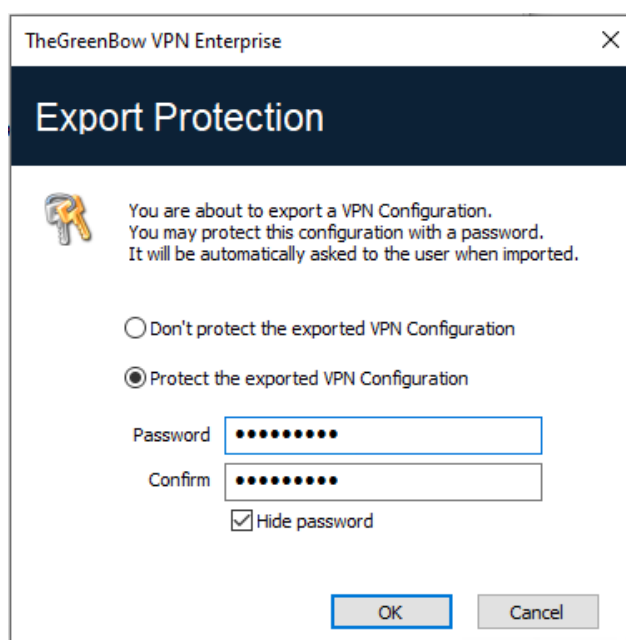 TheGreenBow VPN Enterprise
Export Protection
You are about to export a VPN Configuration.
You may protect this configuration with a password.
It will be automatically asked to the user when imported.
Don't protect the exported VPN Configuration
Protect the exported VPN Configuration
Password •••••••••
Confirm •••••••••
Hide password
OK Cancel